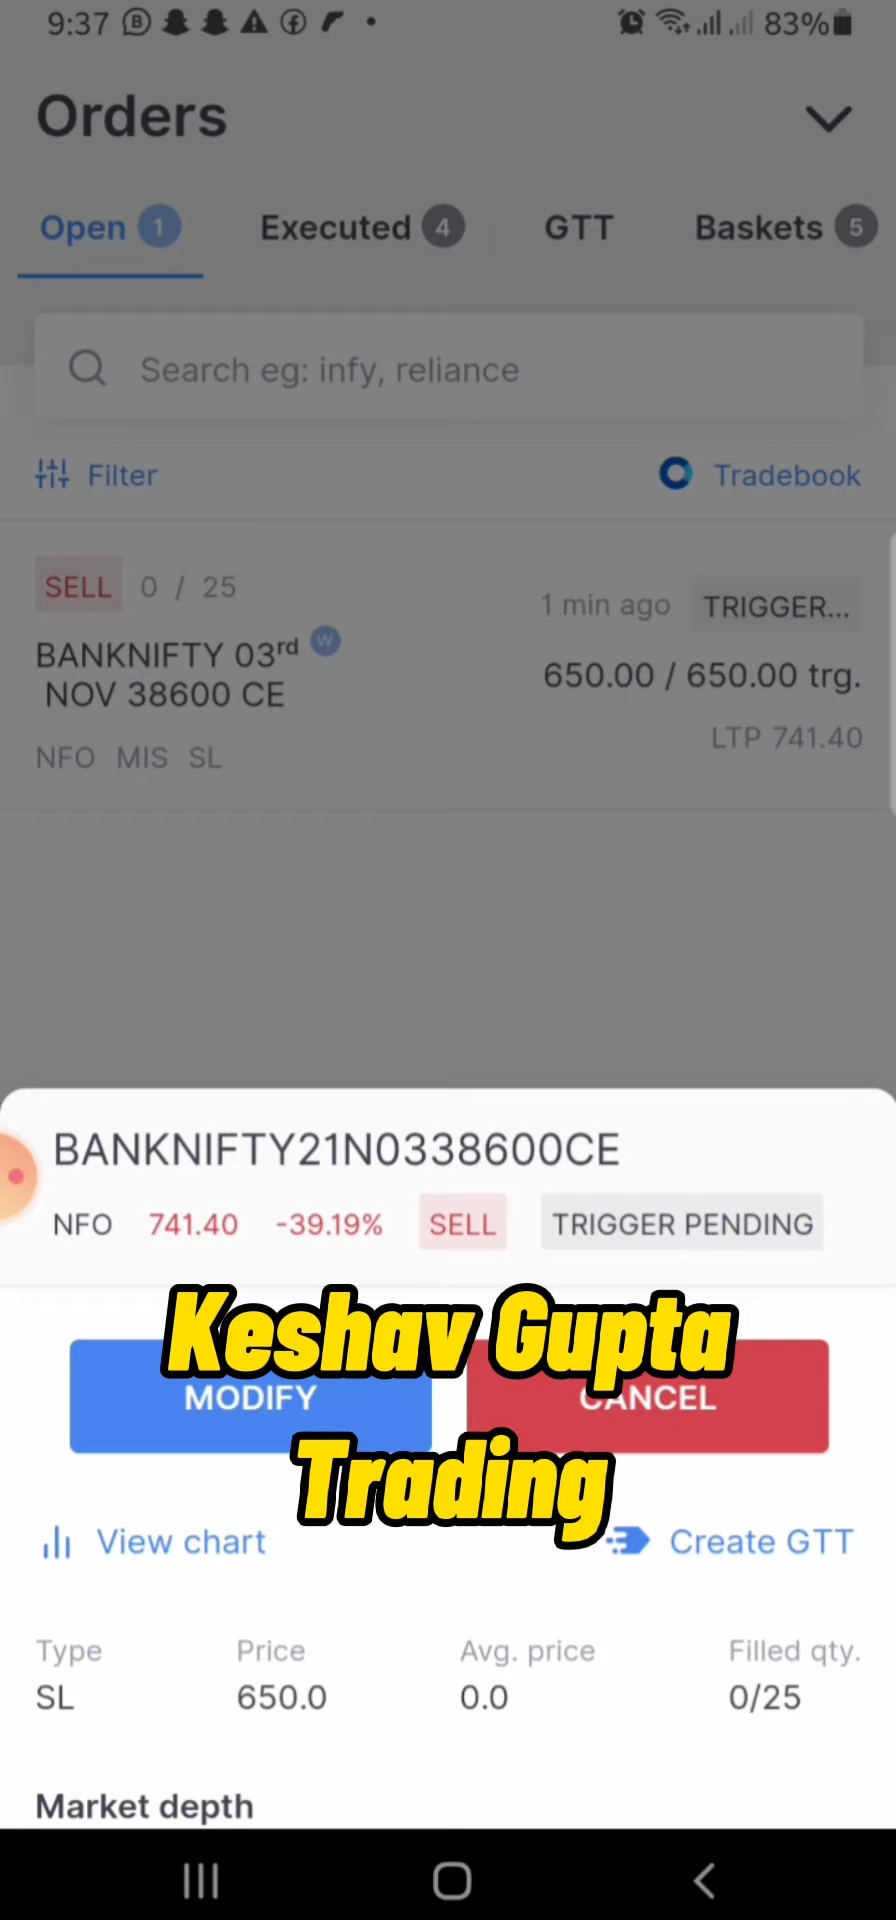 9:37
83%
Orders
Open 1 Executed 4 GTT Baskets 5
Search eg: infy, reliance
Filter Tradebook
SELL 0 / 25
1 min ago TRIGGER...
BANKNIFTY 03rd W
NOV 38600 CE
650.00 / 650.00 trg.
NFO MIS SL
LTP 741.40
BANKNIFTY21N0338600CE
NFO 741.40 -39.19% SELL TRIGGER PENDING
Keshav Gupta
MODIFY CANCEL
Trading
View chart Create GTT
Type Price Avg. price Filled qty.
SL 650.0 0.0 0/25
Market depth